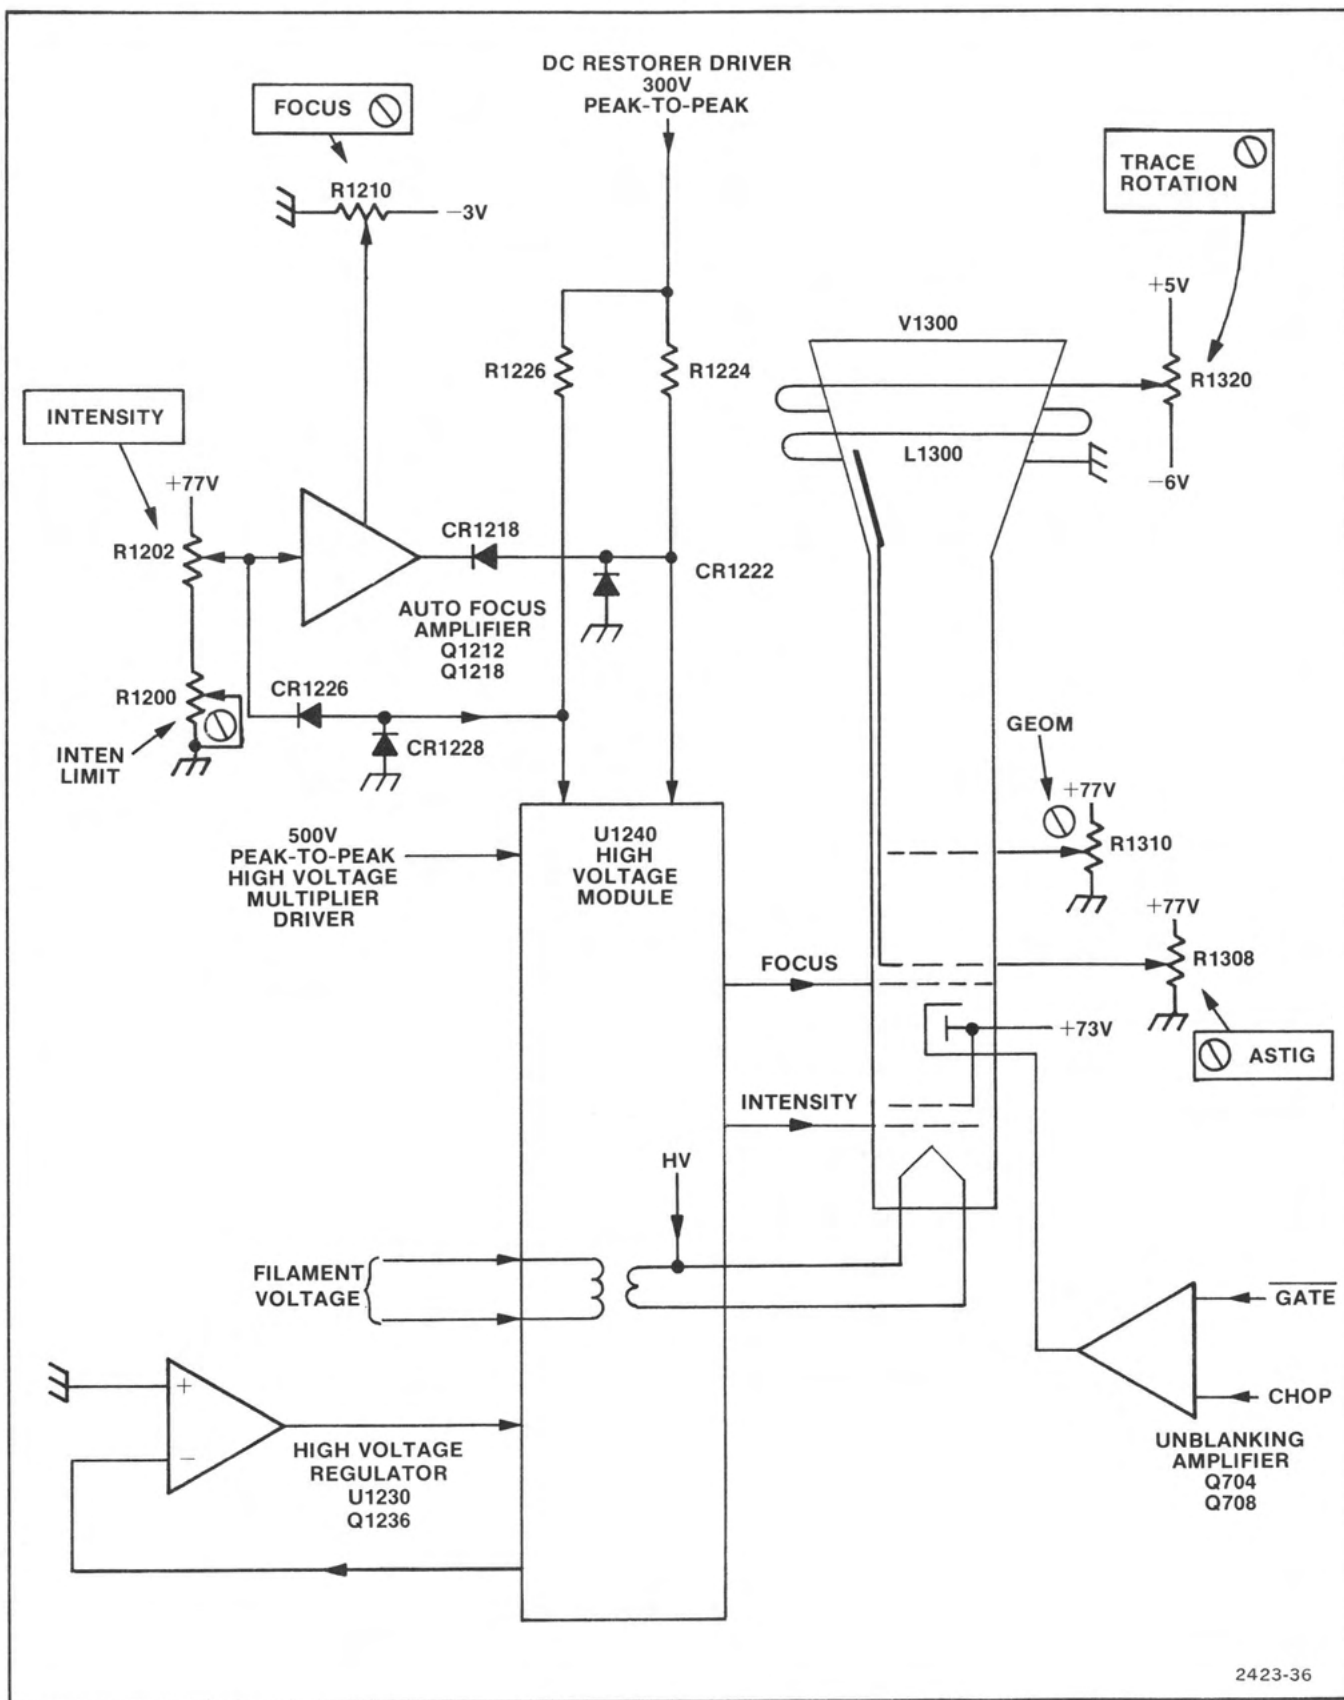 DC RESTORER DRIVER
300V
PEAK-TO-PEAK
FOCUS
R1210
−3V
TRACE
ROTATION
+5V
R1320
−6V
V1300
L1300
R1226
R1224
INTENSITY
+77V
R1202
CR1218
CR1222
AUTO FOCUS
AMPLIFIER
Q1212
Q1218
R1200
INTEN
LIMIT
CR1226
CR1228
GEOM
+77V
R1310
500V
PEAK-TO-PEAK
HIGH VOLTAGE
MULTIPLIER
DRIVER
U1240
HIGH
VOLTAGE
MODULE
+77V
R1308
ASTIG
FOCUS
+73V
INTENSITY
HV
FILAMENT
VOLTAGE
GATE
CHOP
UNBLANKING
AMPLIFIER
Q704
Q708
+
−
HIGH VOLTAGE
REGULATOR
U1230
Q1236
2423-36